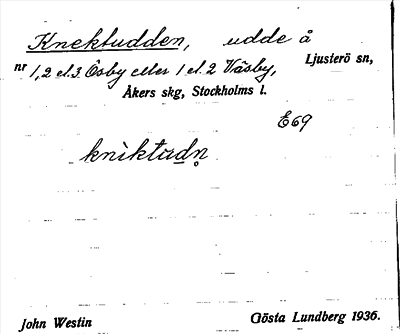 Knektudden, udde å
nr 1, 2 el. 3 Ösby eller 1 el. 2 Väsby, Ljusterö sn,
Åkers skg, Stockholms l.
E69
kniktudn̥
John Westin Gösta Lundberg 1936.